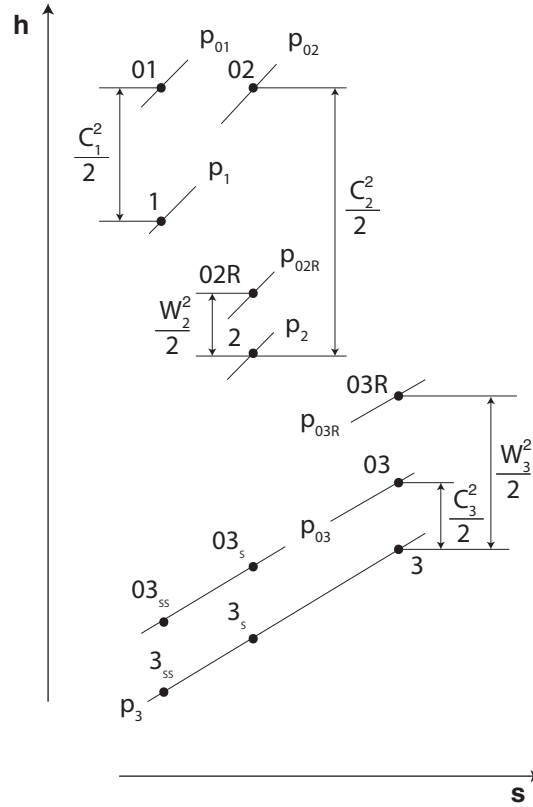 h
01 p₀₁ 02 p₀₂
C₁²/2
1 p₁
C₂²/2
02R p₀₂R
W₂²/2
2 p₂
03R
p₀₃R
W₃²/2
03
p₀₃
C₃²/2
03ₛ
03ₛₛ
3
3ₛ
3ₛₛ
p₃
s